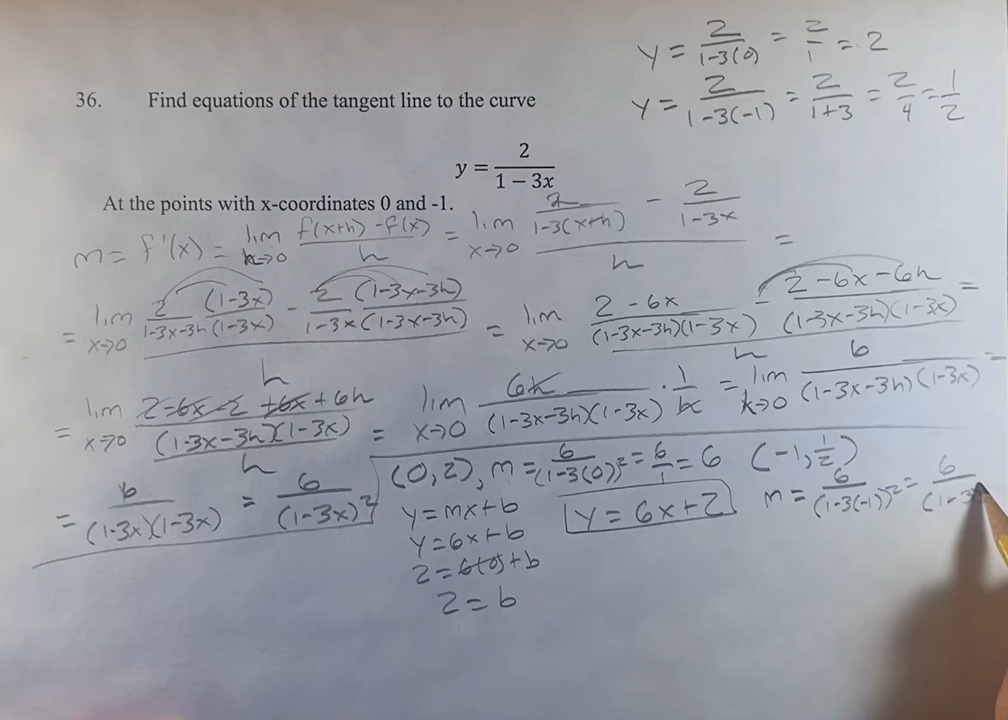 y = 2/(1-3(0)) = 2/1 = 2
36. Find equations of the tangent line to the curve
y = 2/(1-3(-1)) = 2/(1+3) = 2/4 = 1/2
y = 2/(1 − 3x)
At the points with x-coordinates 0 and -1.
m = f'(x) = lim h→0 (f(x+h) - f(x))/h = lim x→0 (2/(1-3(x+h)) - 2/(1-3x))/h =
= lim x→0 (2 (1-3x)/(1-3x-3h (1-3x)) - 2 (1-3x-3h)/(1-3x (1-3x-3h)))/h = lim x→0 ((2-6x)/((1-3x-3h)(1-3x)) - (2-6x-6h)/((1-3x-3h)(1-3x)))/h =
= lim x→0 ((2-6x-2+6x+6h)/((1-3x-3h)(1-3x)))/h = lim x→0 6h/((1-3x-3h)(1-3x)) · 1/h = lim h→0 6/((1-3x-3h)(1-3x)) =
= 6/((1-3x)(1-3x)) = 6/(1-3x)²
(0,2), m = 6/(1-3(0))² = 6/1 = 6
y = mx+b
y = 6x+b
2 = 6(0)+b
2 = b
y = 6x+2
(-1, 1/2)
m = 6/(1-3(-1))² = 6/(1+3